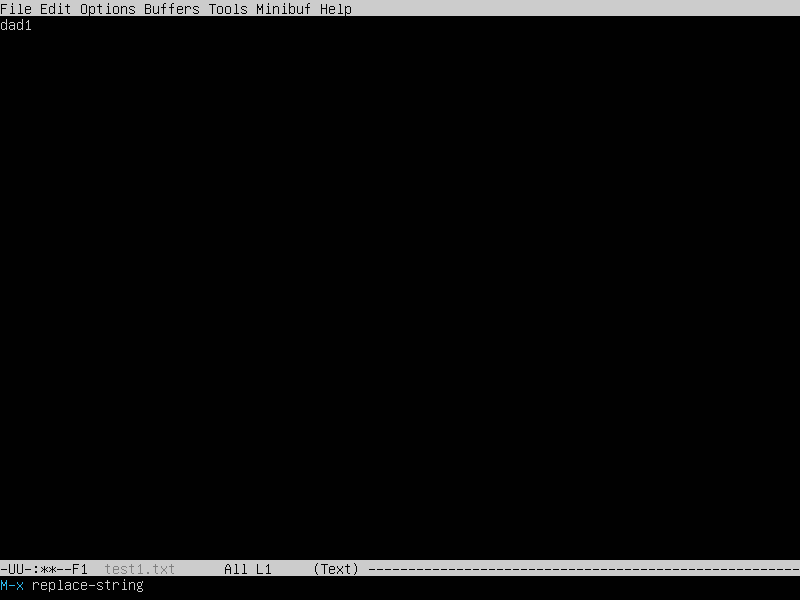 File Edit Options Buffers Tools Minibuf Help
dad1
-UU-:**--F1  test1.txt      All L1     (Text) ------------------------------------------------------
M-x replace-string